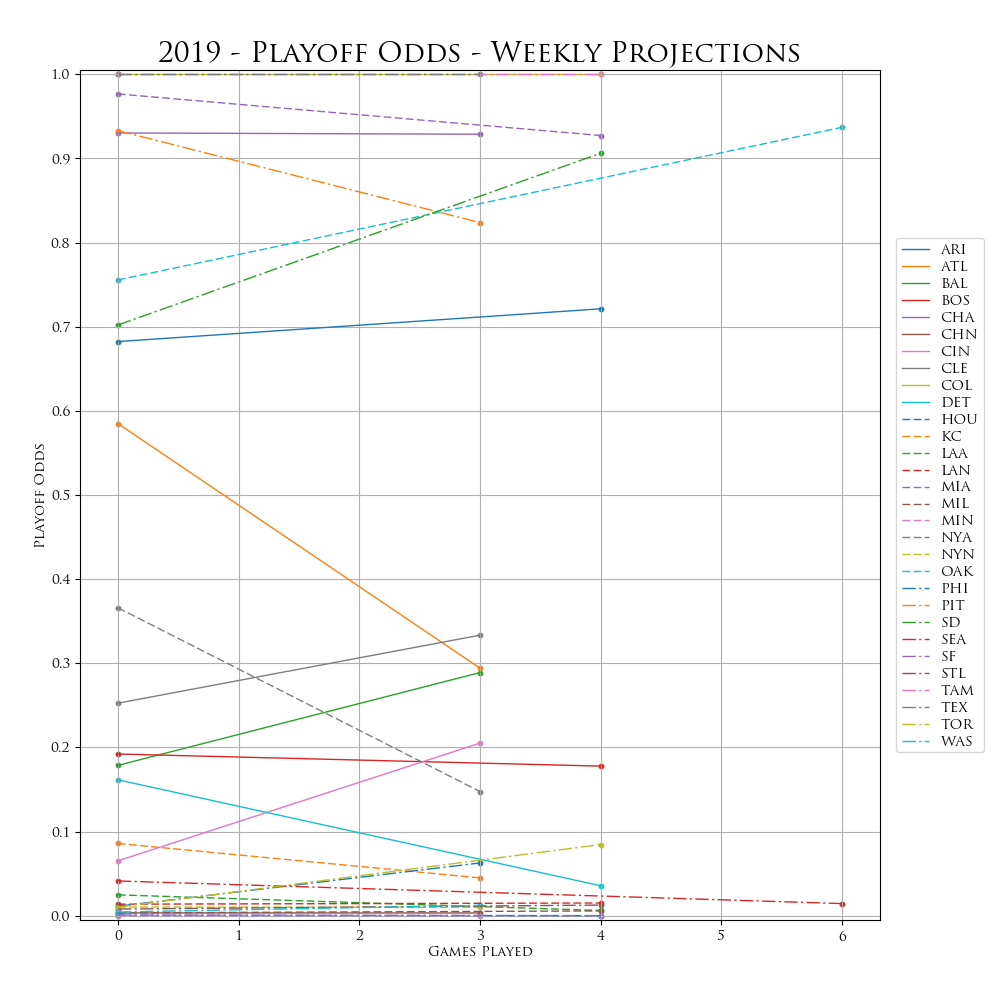 2019 - Playoff Odds - Weekly Projections
1.0
0.9
0.8
0.7
0.6
0.5
0.4
0.3
0.2
0.1
0.0
Playoff Odds
0 1 2 3 4 5 6
Games Played
ARI
ATL
BAL
BOS
CHA
CHN
CIN
CLE
COL
DET
HOU
KC
LAA
LAN
MIA
MIL
MIN
NYA
NYN
OAK
PHI
PIT
SD
SEA
SF
STL
TAM
TEX
TOR
WAS